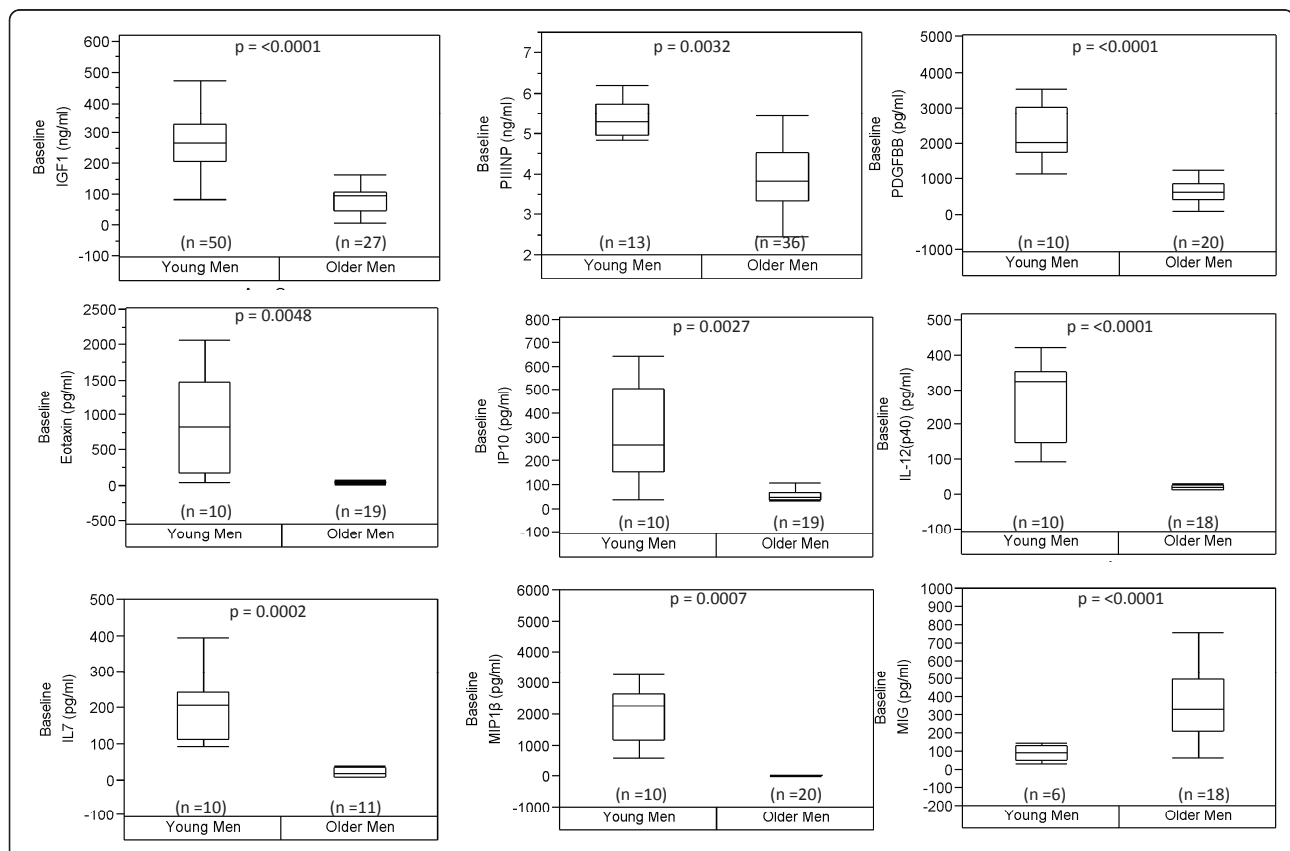 p = <0.0001
Baseline
IGF1 (ng/ml)
600
500
400
300
200
100
0
-100
(n =50)
(n =27)
Young Men
Older Men
p = 0.0032
Baseline
PIIINP (ng/ml)
7
6
5
4
3
2
(n =13)
(n =36)
Young Men
Older Men
p = <0.0001
Baseline
PDGFBB (pg/ml)
5000
4000
3000
2000
1000
0
-1000
(n =10)
(n =20)
Young Men
Older Men
p = 0.0048
Baseline
Eotaxin (pg/ml)
2500
2000
1500
1000
500
0
-500
(n =10)
(n =19)
Young Men
Older Men
p = 0.0027
Baseline
IP10 (pg/ml)
800
700
600
500
400
300
200
100
0
-100
(n =10)
(n =19)
Young Men
Older Men
p = <0.0001
Baseline
IL-12(p40) (pg/ml)
500
400
300
200
100
0
-100
(n =10)
(n =18)
Young Men
Older Men
p = 0.0002
Baseline
IL7 (pg/ml)
500
400
300
200
100
0
-100
(n =10)
(n =11)
Young Men
Older Men
p = 0.0007
Baseline
MIP1β (pg/ml)
6000
5000
4000
3000
2000
1000
0
-1000
(n =10)
(n =20)
Young Men
Older Men
p = <0.0001
Baseline
MIG (pg/ml)
1000
900
800
700
600
500
400
300
200
100
0
-100
-200
(n =6)
(n =18)
Young Men
Older Men